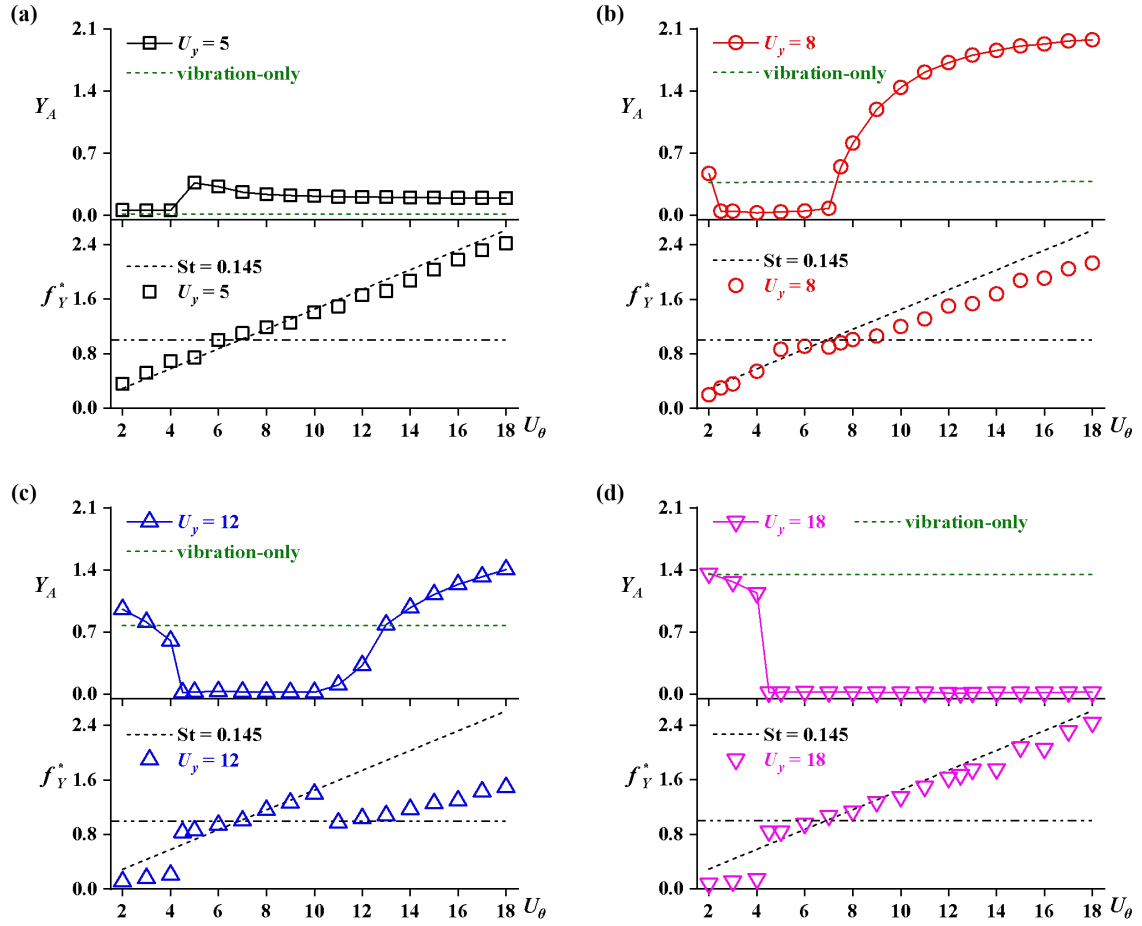 (a)
2.1
1.4
0.7
0.0
Y_A
U_y = 5
vibration-only
2.4
1.6
0.8
0.0
f_Y^*
St = 0.145
U_y = 5
2 4 6 8 10 12 14 16 18 U_θ
(b)
2.1
1.4
0.7
0.0
Y_A
U_y = 8
vibration-only
2.4
1.6
0.8
0.0
f_Y^*
St = 0.145
U_y = 8
2 4 6 8 10 12 14 16 18 U_θ
(c)
2.1
1.4
0.7
0.0
Y_A
U_y = 12
vibration-only
2.4
1.6
0.8
0.0
f_Y^*
St = 0.145
U_y = 12
2 4 6 8 10 12 14 16 18 U_θ
(d)
2.1
1.4
0.7
0.0
Y_A
U_y = 18 vibration-only
2.4
1.6
0.8
0.0
f_Y^*
St = 0.145
U_y = 18
2 4 6 8 10 12 14 16 18 U_θ